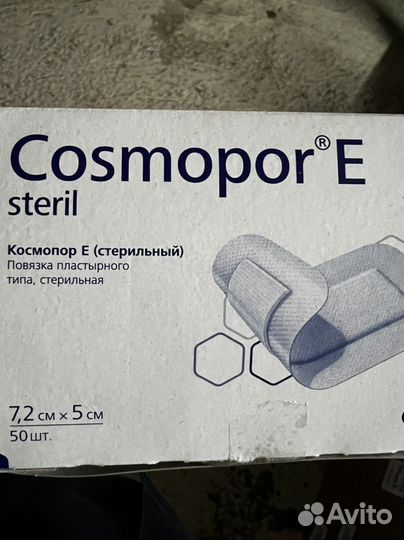 Cosmopor® E
steril
Космопор Е (стерильный)
Повязка пластырного
типа, стерильная
7,2 см × 5 см
50 шт.
Avito